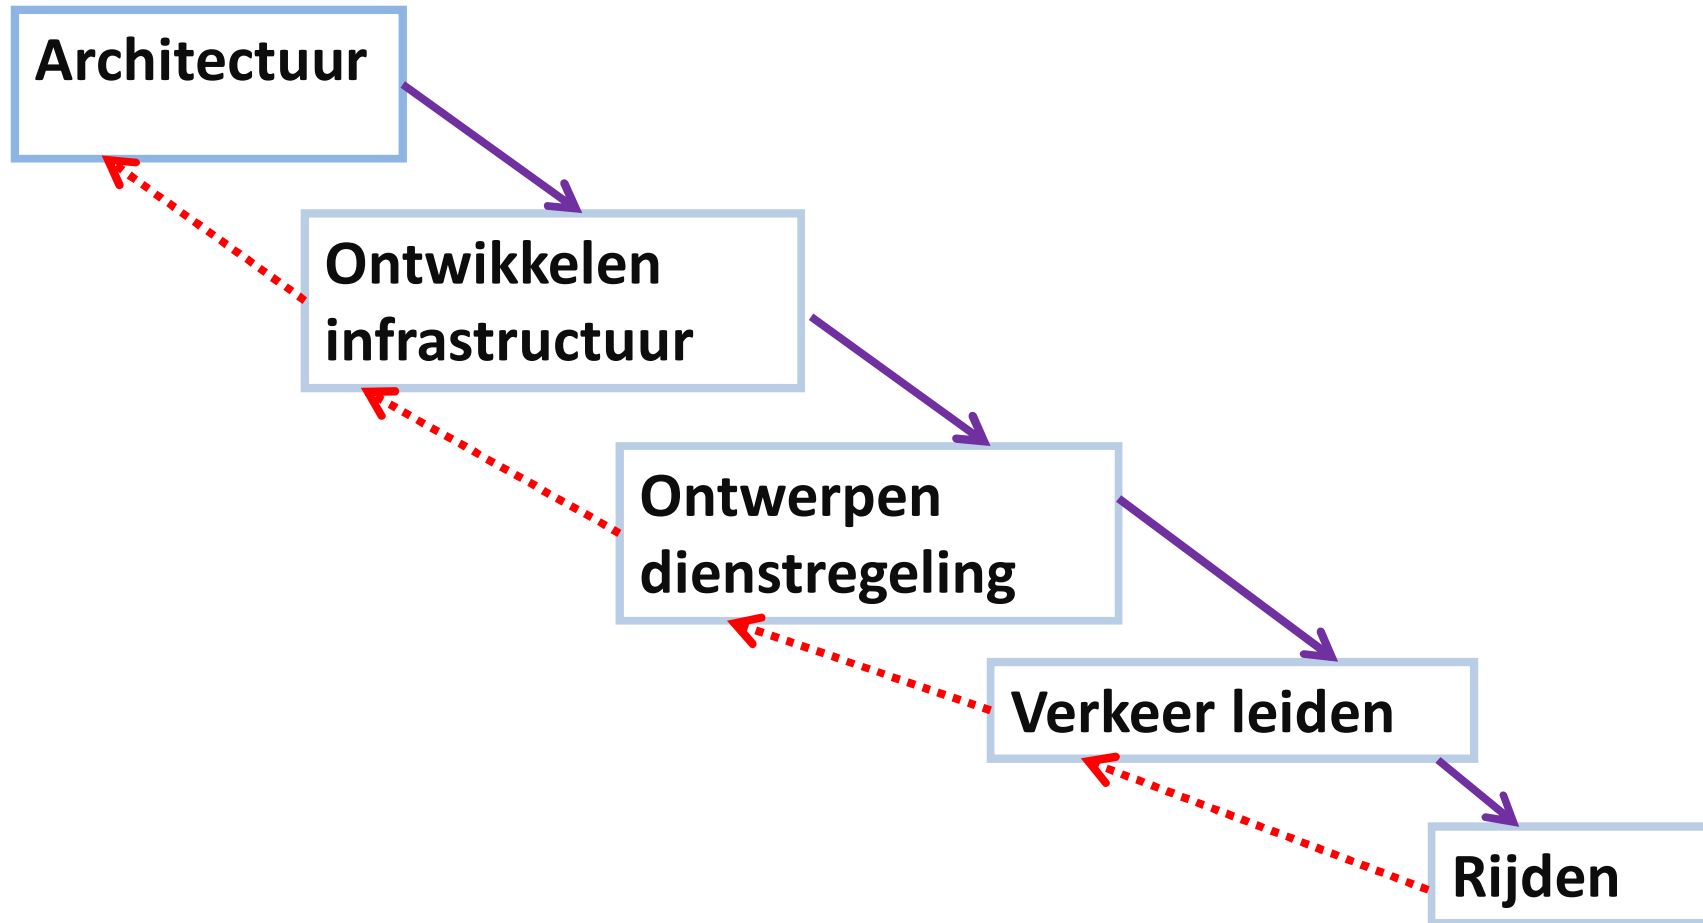 Architectuur
Ontwikkelen
infrastructuur
Ontwerpen
dienstregeling
Verkeer leiden
Rijden